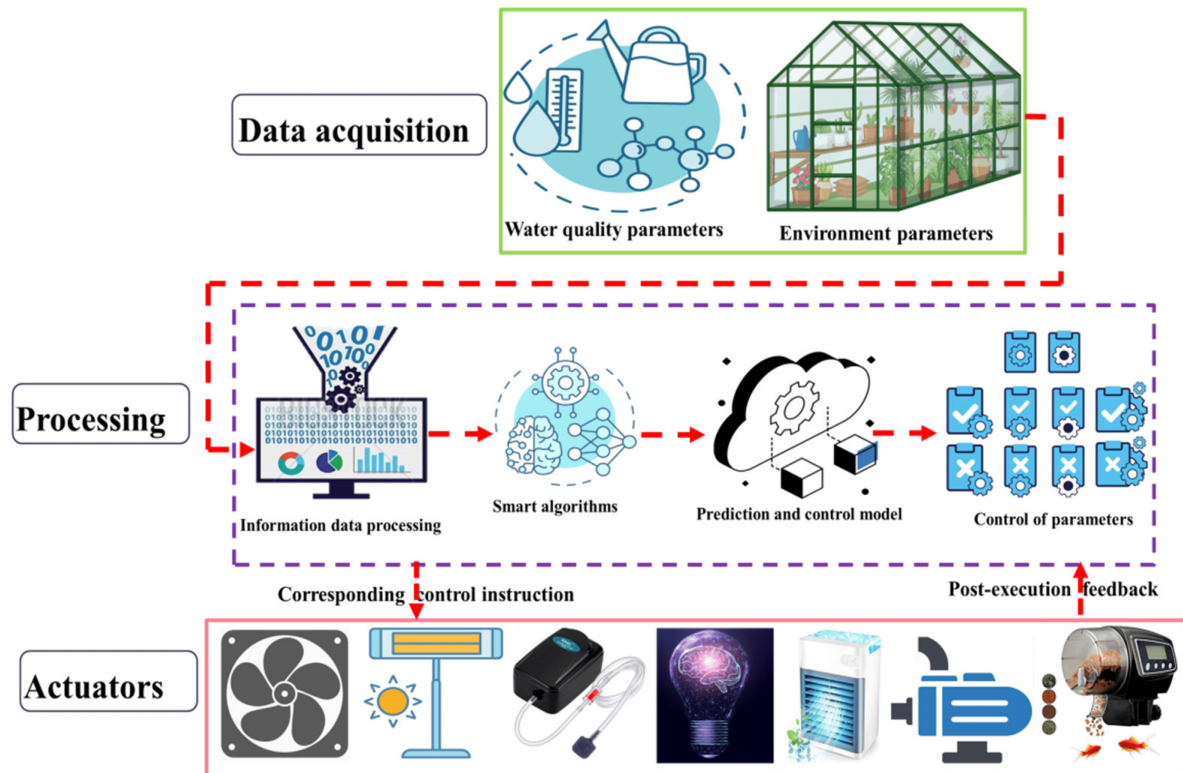 Data acquisition
Water quality parameters
Environment parameters
Processing
Information data processing
Smart algorithms
Prediction and control model
Control of parameters
Corresponding control instruction
Post-execution feedback
Actuators